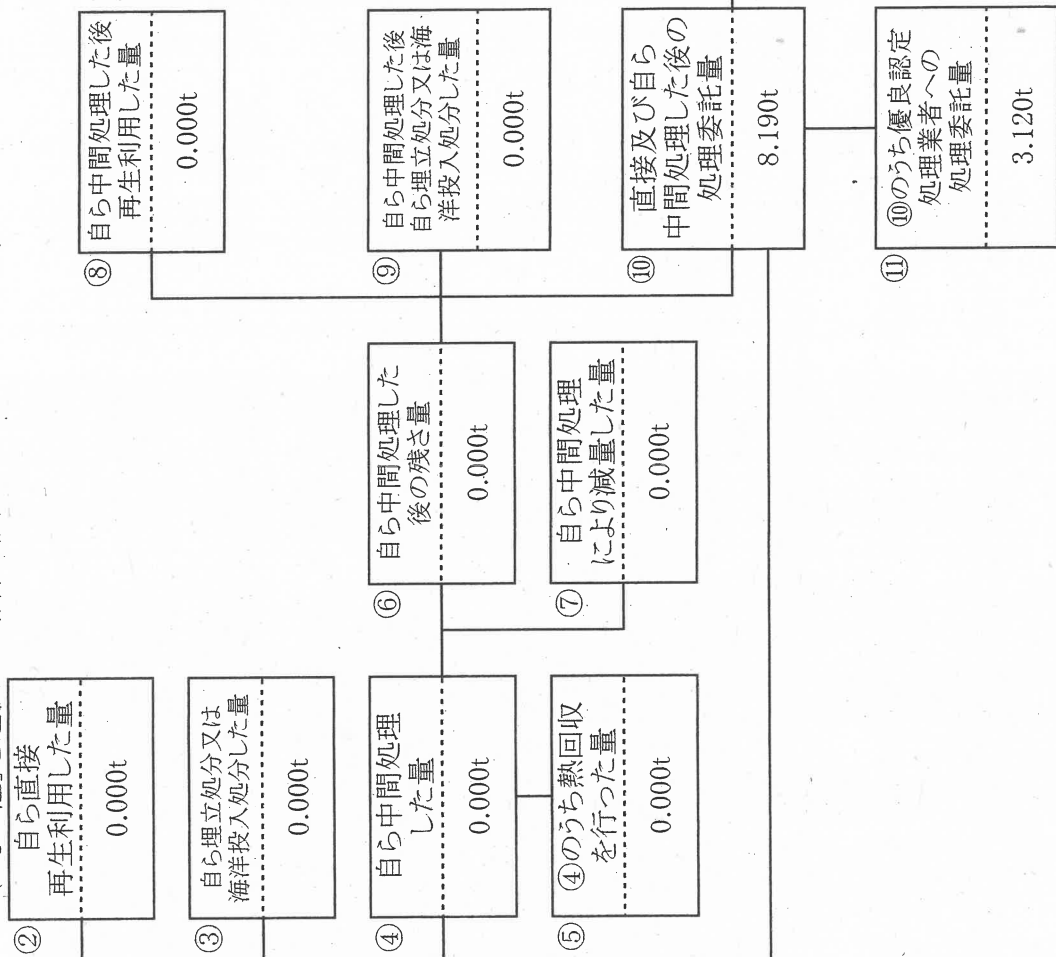 ②
自ら直接
再生利用した量
0.000t
③
自ら埋立処分又は
海洋投入処分した量
0.000t
④
自ら中間処理
した量
0.000t
⑤
④のうち熱回収
を行った量
0.000t
⑥
自ら中間処理した
後の残さ量
0.000t
⑦
自ら中間処理
により減量した量
0.000t
⑧
自ら中間処理した後
再生利用した量
0.000t
⑨
自ら中間処理した後
自ら埋立処分又は海
洋投入処分した量
0.000t
⑩
直接及び自ら
中間処理した後の
処理委託量
8.190t
⑪
⑩のうち優良認定
処理業者への
処理委託量
3.120t